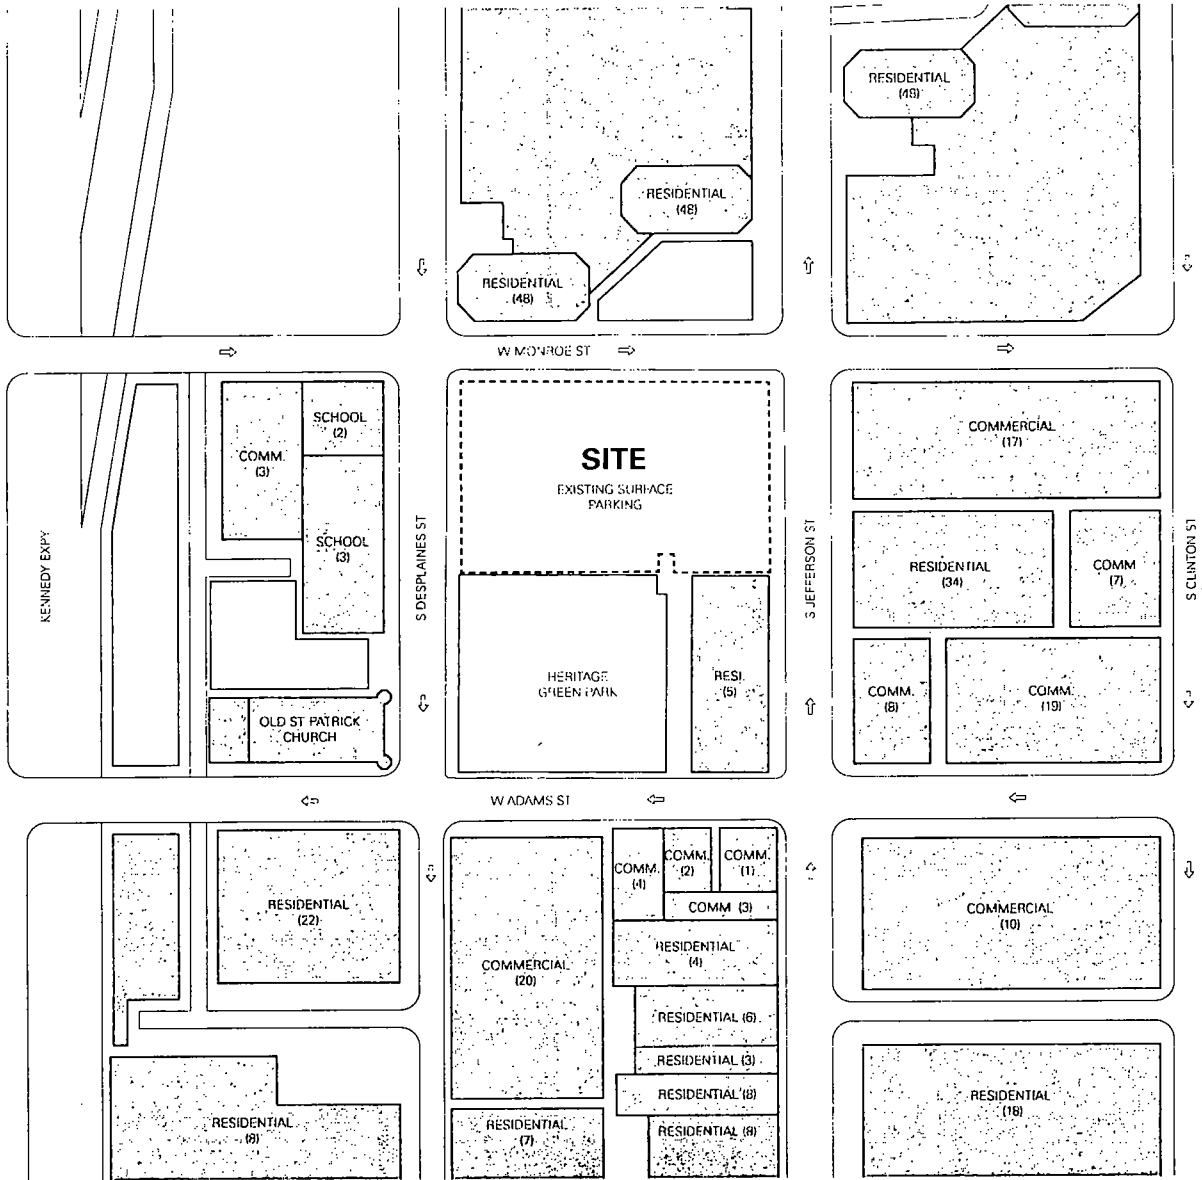 RESIDENTIAL
(49)
RESIDENTIAL
(48)
RESIDENTIAL
(48)
W MONROE ST
SCHOOL
(2)
COMM.
(3)
SCHOOL
(3)
SITE
EXISTING SURFACE
PARKING
COMMERCIAL
(17)
KENNEDY EXPY
S DESPLAINES ST
S JEFFERSON ST
S CLINTON ST
RESIDENTIAL
(34)
COMM
(7)
HERITAGE
GREEN PARK
RESI.
(5)
COMM.
(8)
COMM.
(19)
OLD ST PATRICK
CHURCH
W ADAMS ST
RESIDENTIAL
(22)
COMMERCIAL
(20)
COMM.
(4)
COMM.
(2)
COMM.
(1)
COMM (3)
RESIDENTIAL
(4)
RESIDENTIAL (6)
RESIDENTIAL (3)
RESIDENTIAL (8)
RESIDENTIAL
(7)
RESIDENTIAL (8)
COMMERCIAL
(10)
RESIDENTIAL
(18)
RESIDENTIAL
(8)